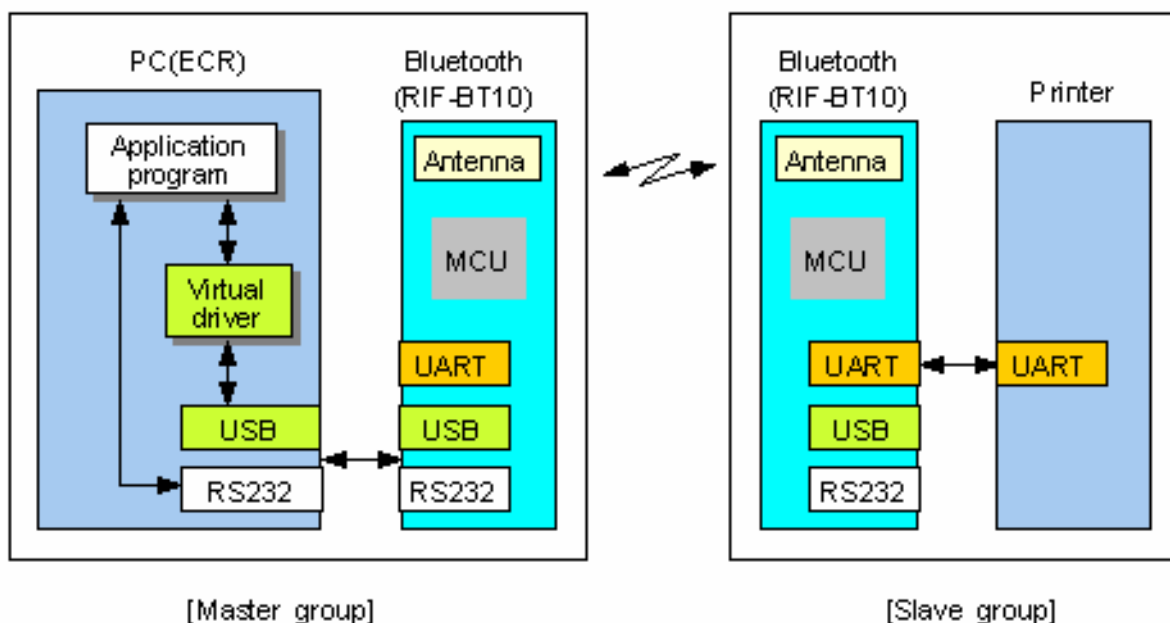 PC(ECR)
Bluetooth
(RIF-BT10)
Application
program
Virtual
driver
USB
RS232
Antenna
MCU
UART
USB
RS232
[Master group]
Bluetooth
(RIF-BT10)
Printer
Antenna
MCU
UART
USB
RS232
UART
[Slave group]